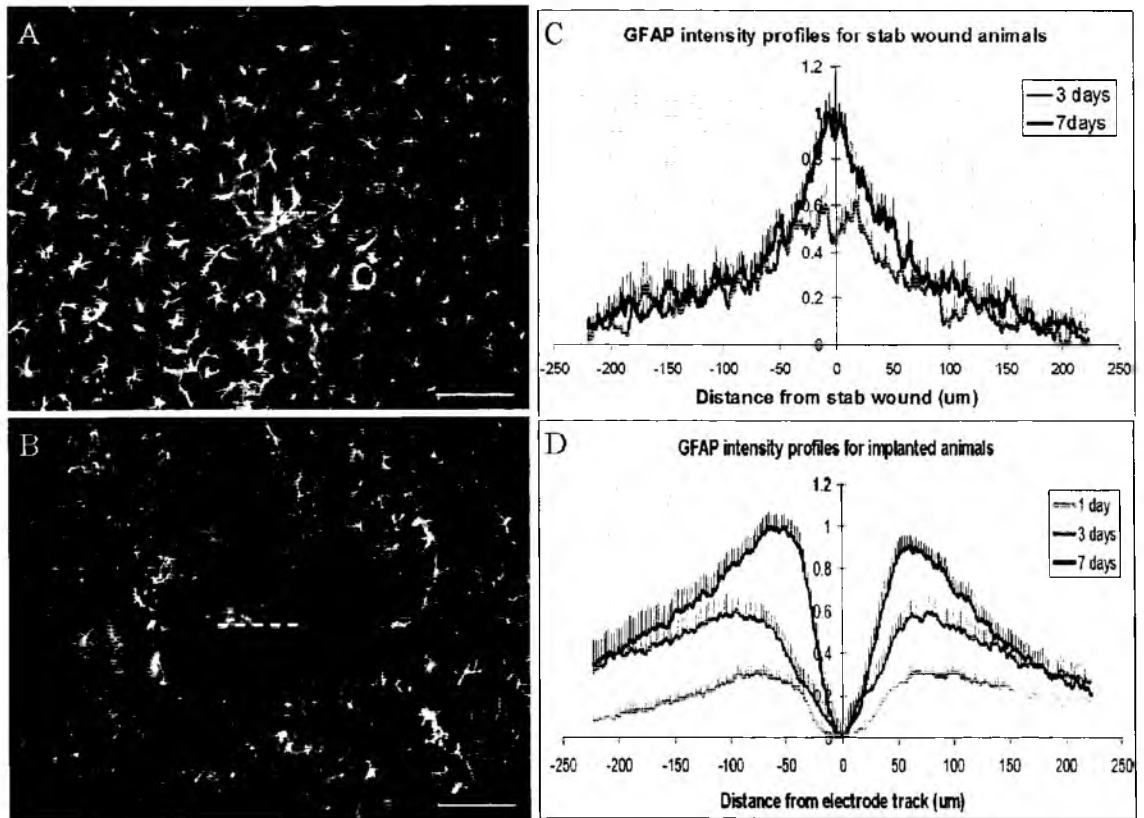 A
B
C
GFAP intensity profiles for stab wound animals
1.2
1
0.8
0.6
0.4
0.2
0
3 days
7days
-250 -200 -150 -100 -50 0 50 100 150 200 250
Distance from stab wound (um)
D
GFAP intensity profiles for implanted animals
1.2
1
0.8
0.6
0.4
0.2
0
1 day
3 days
7 days
-250 -200 -150 -100 -50 0 50 100 150 200 250
Distance from electrode track (um)